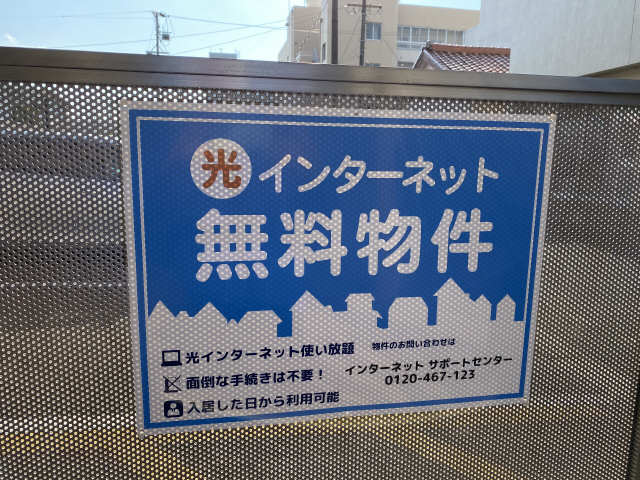 光 インターネット
無料物件
光インターネット使い放題
面倒な手続きは不要！
入居した日から利用可能
物件のお問い合わせは
インターネット サポートセンター
0120-467-123